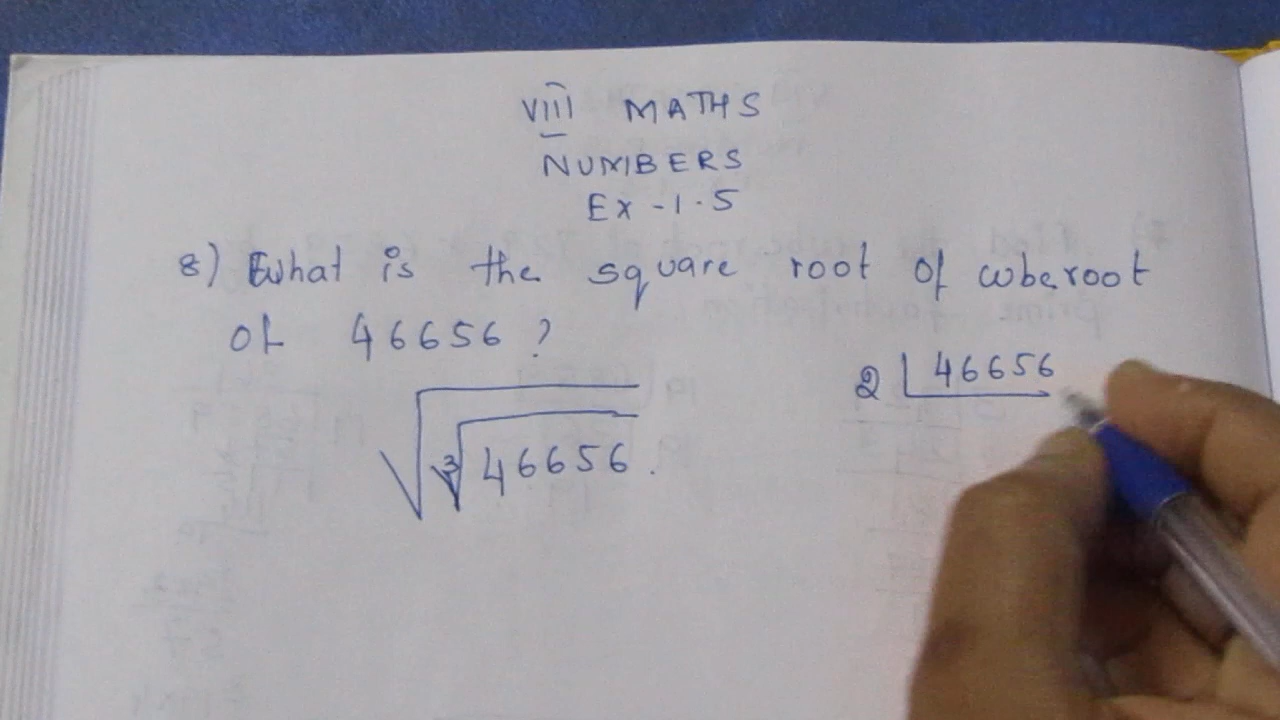 VIII MATHS
NUMBERS
Ex - 1.5
8) What is the square root of cuberoot
of 46656 ?
2 | 46656
√ ∛46656 .